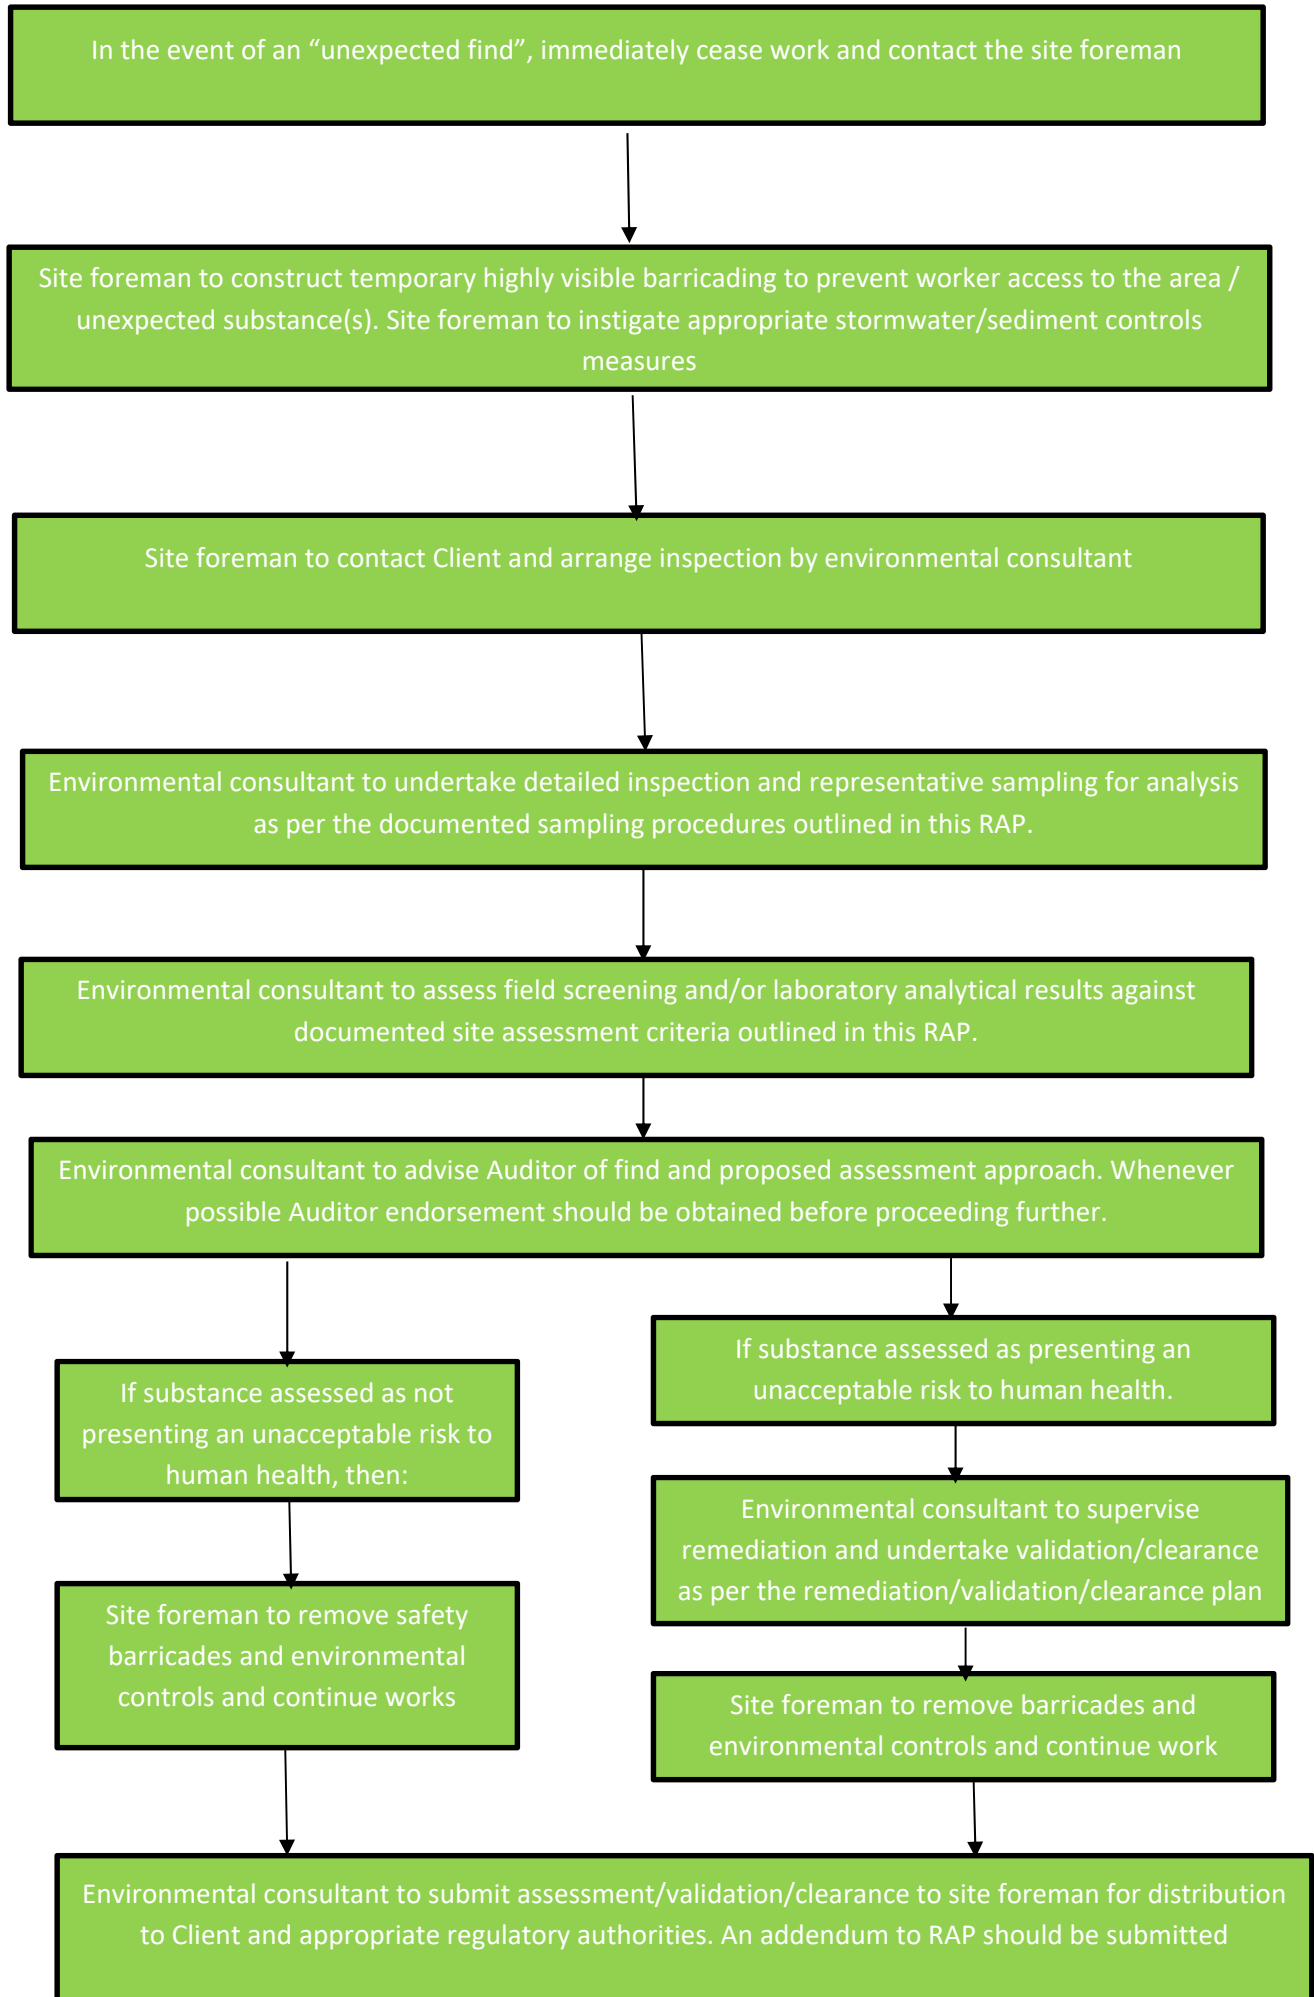 In the event of an “unexpected find”, immediately cease work and contact the site foreman
Site foreman to construct temporary highly visible barricading to prevent worker access to the area /
unexpected substance(s). Site foreman to instigate appropriate stormwater/sediment controls
measures
Site foreman to contact Client and arrange inspection by environmental consultant
Environmental consultant to undertake detailed inspection and representative sampling for analysis
as per the documented sampling procedures outlined in this RAP.
Environmental consultant to assess field screening and/or laboratory analytical results against
documented site assessment criteria outlined in this RAP.
Environmental consultant to advise Auditor of find and proposed assessment approach. Whenever
possible Auditor endorsement should be obtained before proceeding further.
If substance assessed as not
presenting an unacceptable risk to
human health, then:
Site foreman to remove safety
barricades and environmental
controls and continue works
If substance assessed as presenting an
unacceptable risk to human health.
Environmental consultant to supervise
remediation and undertake validation/clearance
as per the remediation/validation/clearance plan
Site foreman to remove barricades and
environmental controls and continue work
Environmental consultant to submit assessment/validation/clearance to site foreman for distribution
to Client and appropriate regulatory authorities. An addendum to RAP should be submitted